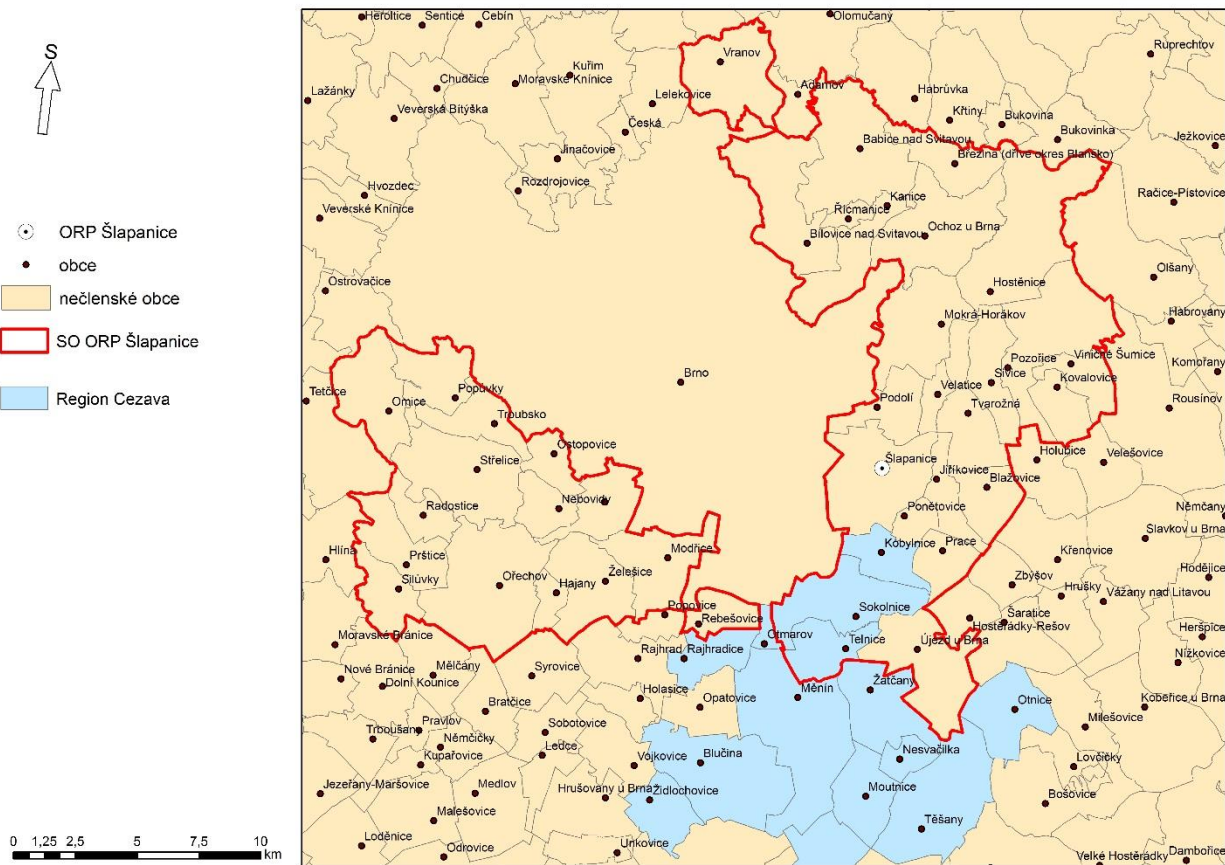 S
ORP Šlapanice
obce
nečlenské obce
SO ORP Šlapanice
Region Cezava
0 1,25 2,5 5 7,5 10
km
Heroltice
Sentice
Cebín
Olomučany
Ruprechtov
Vranov
Kuřim
Chudčice
Moravské Knínice
Lažánky
Lelekovice
Adamov
Habrůvka
Veverská Bítýška
Křtiny
Bukovina
Česká
Bukovinka
Ježkovice
Babice nad Svitavou
Jinačovice
Březina (dříve okres Blansko)
Hvozdec
Rozdrojovice
Račice-Pístovice
Kanice
Veverské Knínice
Řícmanice
Bílovice nad Svitavou
Ochoz u Brna
Olšany
Ostrovačice
Hostěnice
Habrovany
Mokrá-Horákov
Pozořice
Viničné Šumice
Komořany
Brno
Sivice
Kovalovice
Tetčice
Popůvky
Velatice
Omice
Podolí
Tvarožná
Rousínov
Troubsko
Ostopovice
Střelice
Šlapanice
Holubice
Velešovice
Jiříkovice
Blažovice
Nebovidy
Radostice
Ponětovice
Němčany
Slavkov u Brna
Hlína
Modřice
Kobylnice
Prace
Křenovice
Prštice
Želešice
Hodějice
Silůvky
Ořechov
Hajany
Zbýšov
Hrušky
Vážany nad Litavou
Popovice
Rebešovice
Sokolnice
Šaratice
Hostěrádky-Rešov
Heršpice
Moravské Bránice
Otmarov
Telnice
Újezd u Brna
Rajhrad
Rajhradice
Nížkovice
Nové Bránice
Mělčany
Syrovice
Dolní Kounice
Měnín
Žatčany
Holasice
Opatovice
Otnice
Kobeřice u Brna
Bratčice
Milešovice
Pravlov
Sobotovice
Trboušany
Němčičky
Ledce
Kupařovice
Vojkovice
Blučina
Nesvačilka
Lovčičky
Jezeřany-Maršovice
Medlov
Hrušovany u Brna
Židlochovice
Moutnice
Bošovice
Malešovice
Těšany
Loděnice
Odrovice
Unkovice
Velké Hostěrádky
Dambořice